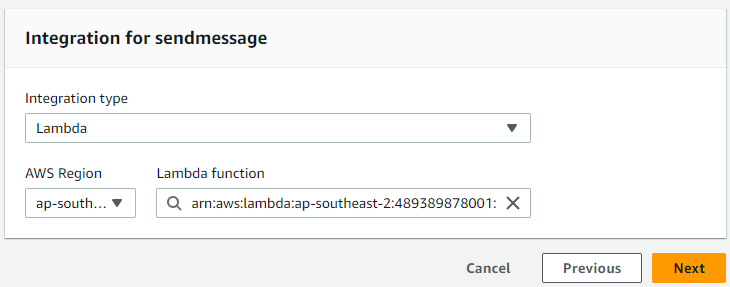 Integration for sendmessage
Integration type
Lambda
AWS Region Lambda function
ap-south... arn:aws:lambda:ap-southeast-2:489389878001:
Cancel Previous Next